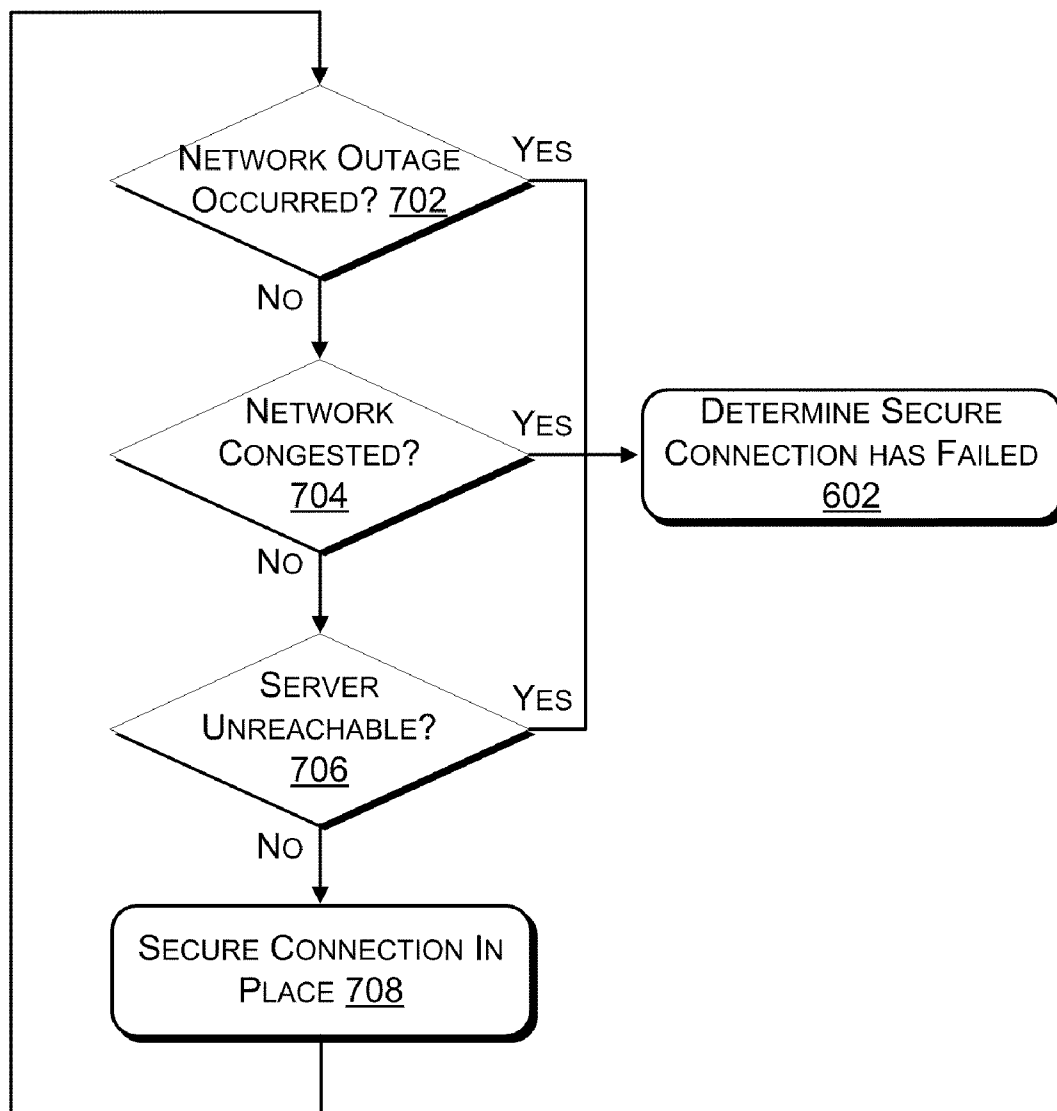 NETWORK OUTAGE
OCCURRED? 702
YES
NO
NETWORK
CONGESTED?
704
YES
DETERMINE SECURE
CONNECTION HAS FAILED
602
NO
SERVER
UNREACHABLE?
706
YES
NO
SECURE CONNECTION IN
PLACE 708